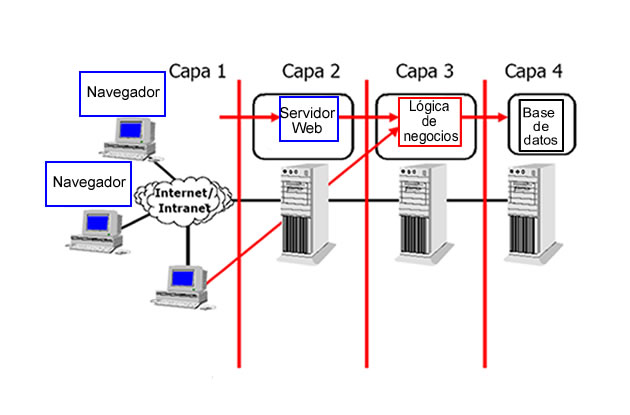 Capa 1
Capa 2
Capa 3
Capa 4
Navegador
Servidor
Web
Lógica
de
negocios
Base
de
datos
Navegador
Internet/
Intranet